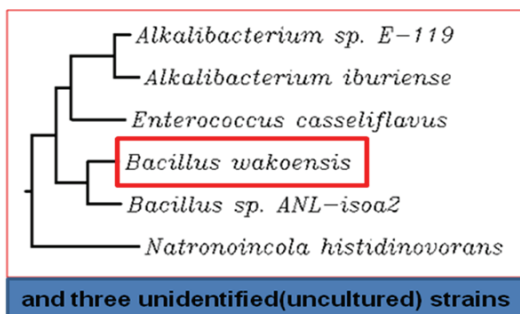 Alkalibacterium sp. E-119
Alkalibacterium iburiense
Enterococcus casseliflavus
Bacillus wakoensis
Bacillus sp. ANL-isoa2
Natronoincola histidinovorans
and three unidentified(uncultured) strains